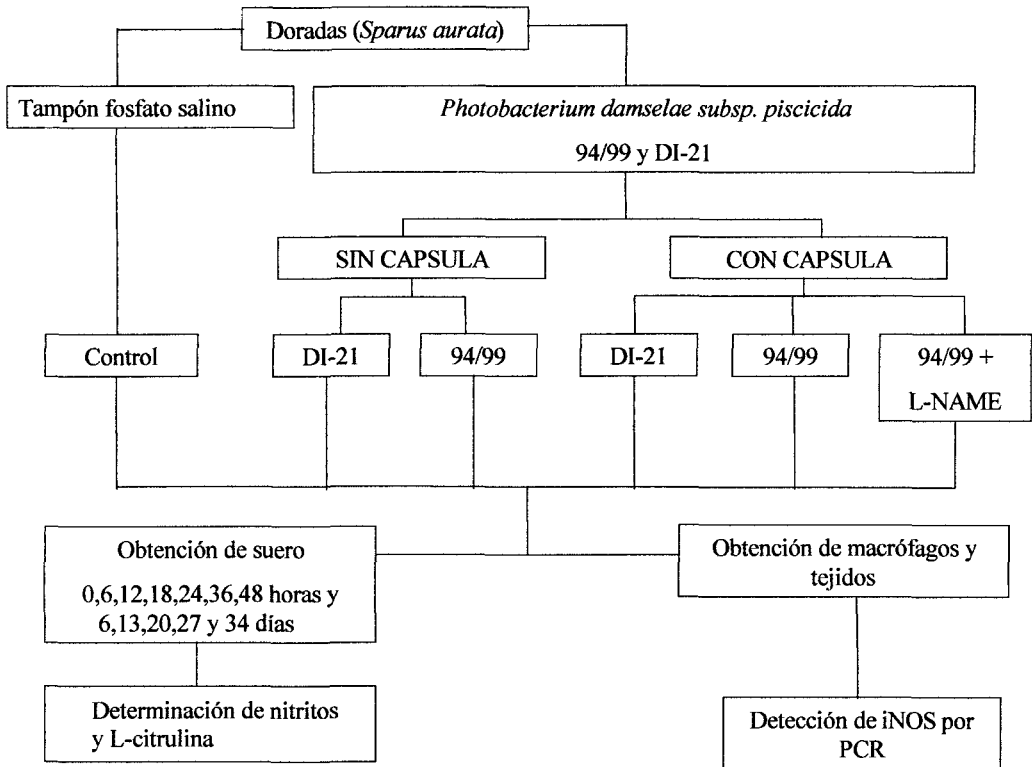 Doradas (Sparus aurata)
Tampón fosfato salino
Photobacterium damselae subsp. piscicida
94/99 y DI-21
SIN CAPSULA
CON CAPSULA
Control
DI-21
94/99
DI-21
94/99
94/99 +
L-NAME
Obtención de suero
0,6,12,18,24,36,48 horas y
6,13,20,27 y 34 días
Obtención de macrófagos y
tejidos
Determinación de nitritos
y L-citrulina
Detección de iNOS por
PCR